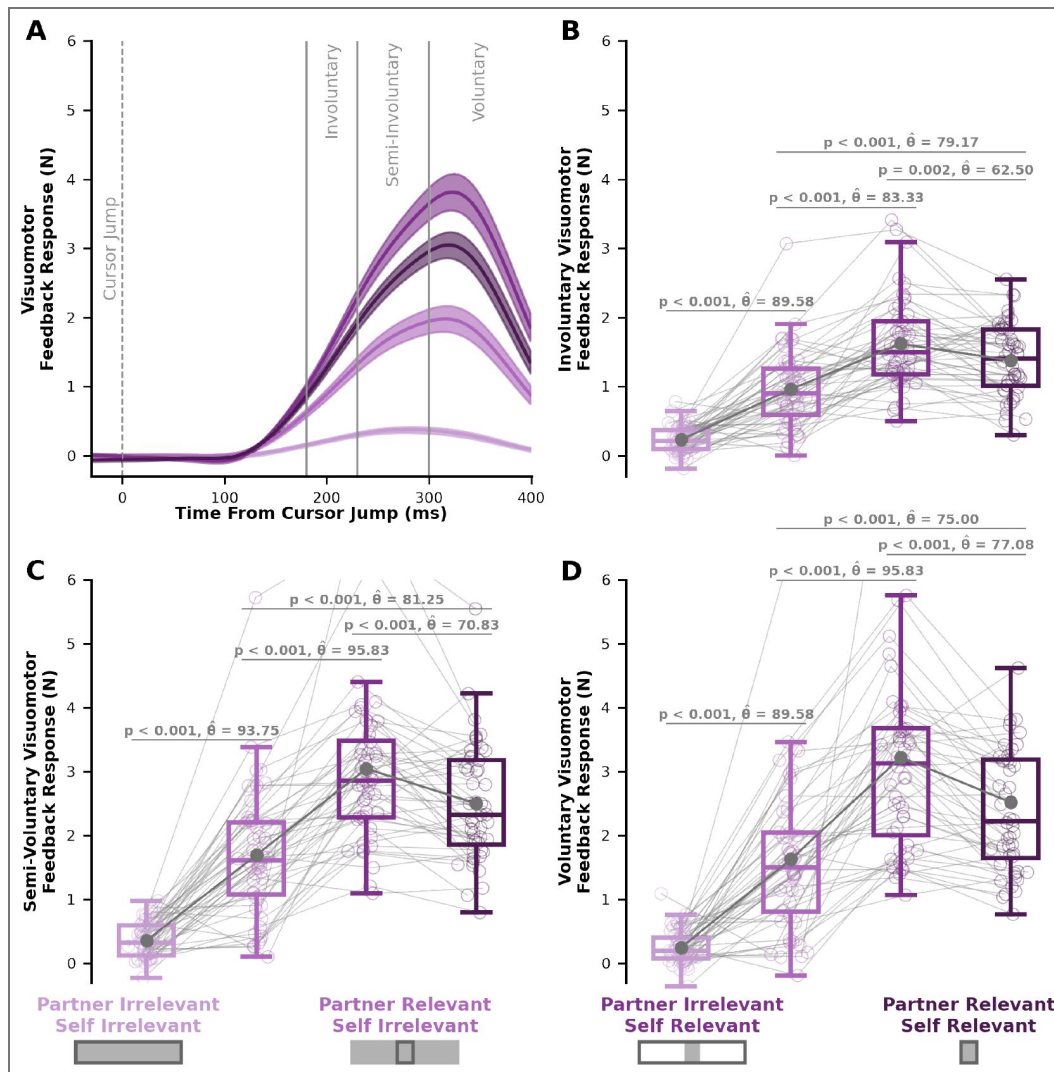 A
6
5
4
3
2
1
0
Visuomotor
Feedback Response (N)
Cursor Jump
Involuntary
Semi-Involuntary
Voluntary
0
100
200
300
400
Time From Cursor Jump (ms)
B
6
5
4
3
2
1
0
Involuntary Visuomotor
Feedback Response (N)
p < 0.001, θ̂ = 79.17
p = 0.002, θ̂ = 62.50
p < 0.001, θ̂ = 83.33
p < 0.001, θ̂ = 89.58
C
6
5
4
3
2
1
0
Semi-Voluntary Visuomotor
Feedback Response (N)
p < 0.001, θ̂ = 81.25
p < 0.001, θ̂ = 70.83
p < 0.001, θ̂ = 95.83
p < 0.001, θ̂ = 93.75
D
6
5
4
3
2
1
0
Voluntary Visuomotor
Feedback Response (N)
p < 0.001, θ̂ = 75.00
p < 0.001, θ̂ = 77.08
p < 0.001, θ̂ = 95.83
p < 0.001, θ̂ = 89.58
Partner Irrelevant
Self Irrelevant
Partner Relevant
Self Irrelevant
Partner Irrelevant
Self Relevant
Partner Relevant
Self Relevant